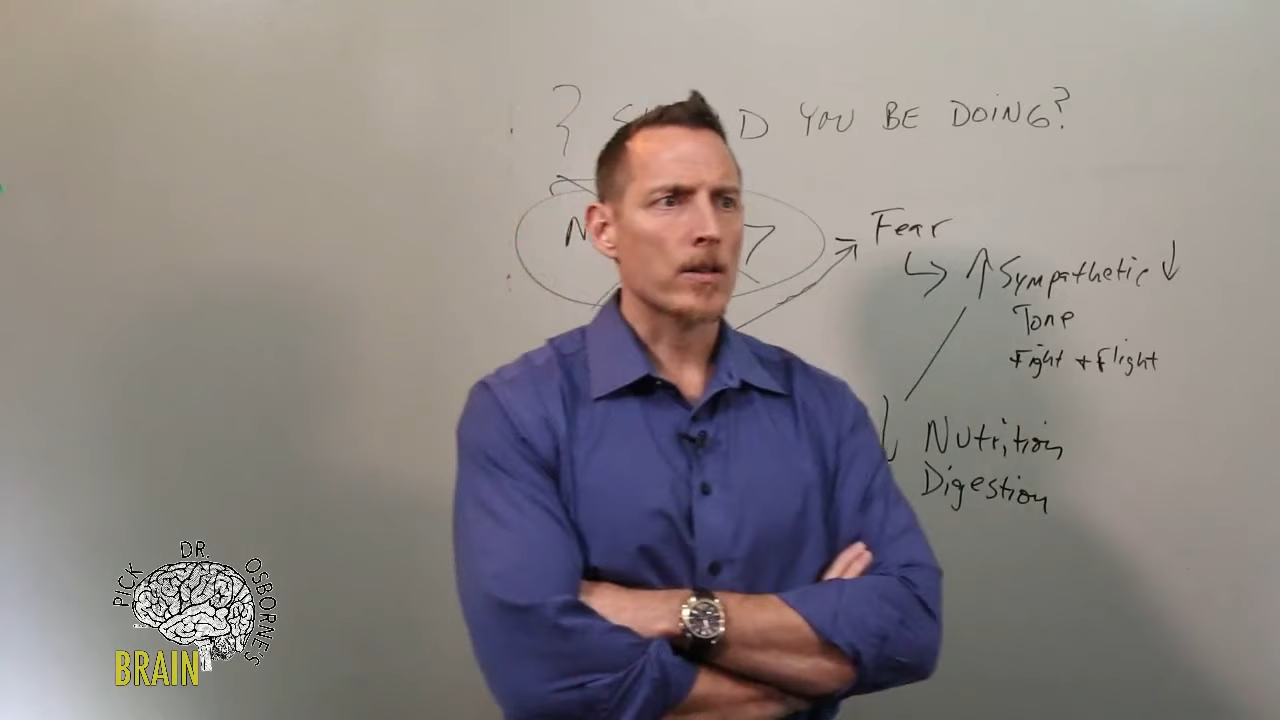 YOU BE DOING?
Fear
↑ Sympathetic ↓
Tone
Fight + Flight
↓ Nutrition
Digestion
PICK DR. OSBORNE'S
BRAIN